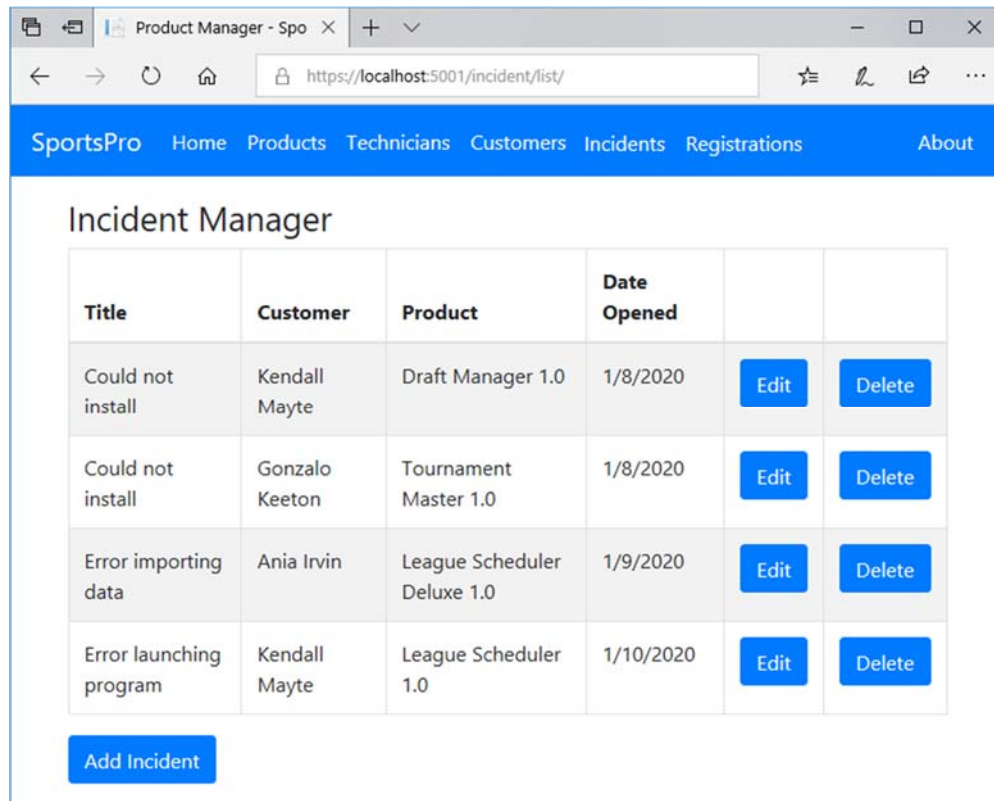 Product Manager - Spo
https://localhost:5001/incident/list/
SportsPro Home Products Technicians Customers Incidents Registrations About
Incident Manager
Title Customer Product Date Opened
Could not install Kendall Mayte Draft Manager 1.0 1/8/2020 Edit Delete
Could not install Gonzalo Keeton Tournament Master 1.0 1/8/2020 Edit Delete
Error importing data Ania Irvin League Scheduler Deluxe 1.0 1/9/2020 Edit Delete
Error launching program Kendall Mayte League Scheduler 1.0 1/10/2020 Edit Delete
Add Incident